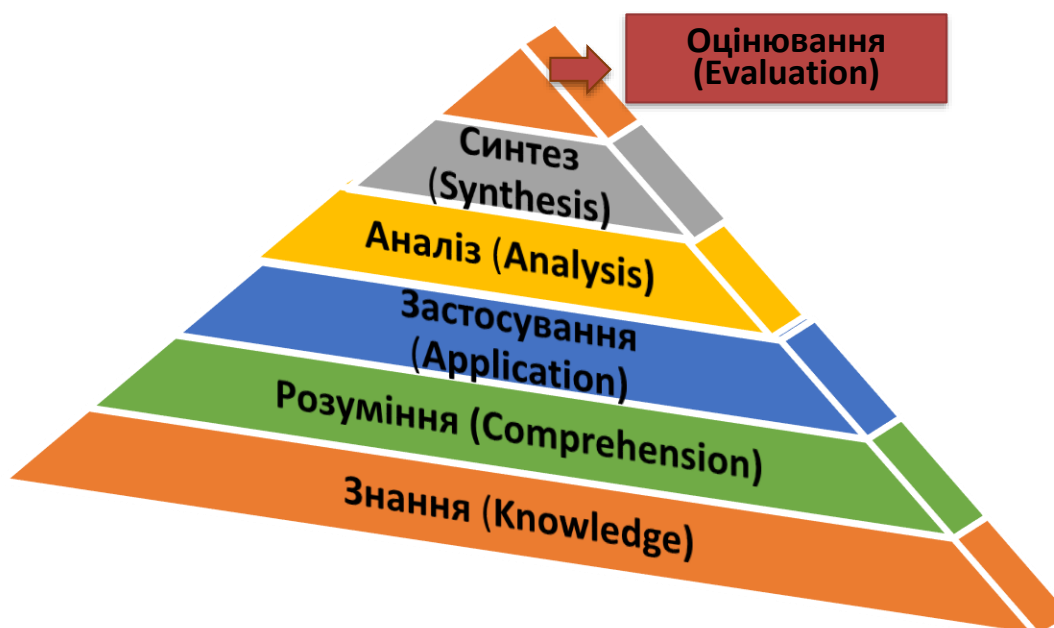 Оцінювання
(Evaluation)
Синтез
(Synthesis)
Аналіз (Analysis)
Застосування
(Application)
Розуміння (Comprehension)
Знання (Knowledge)